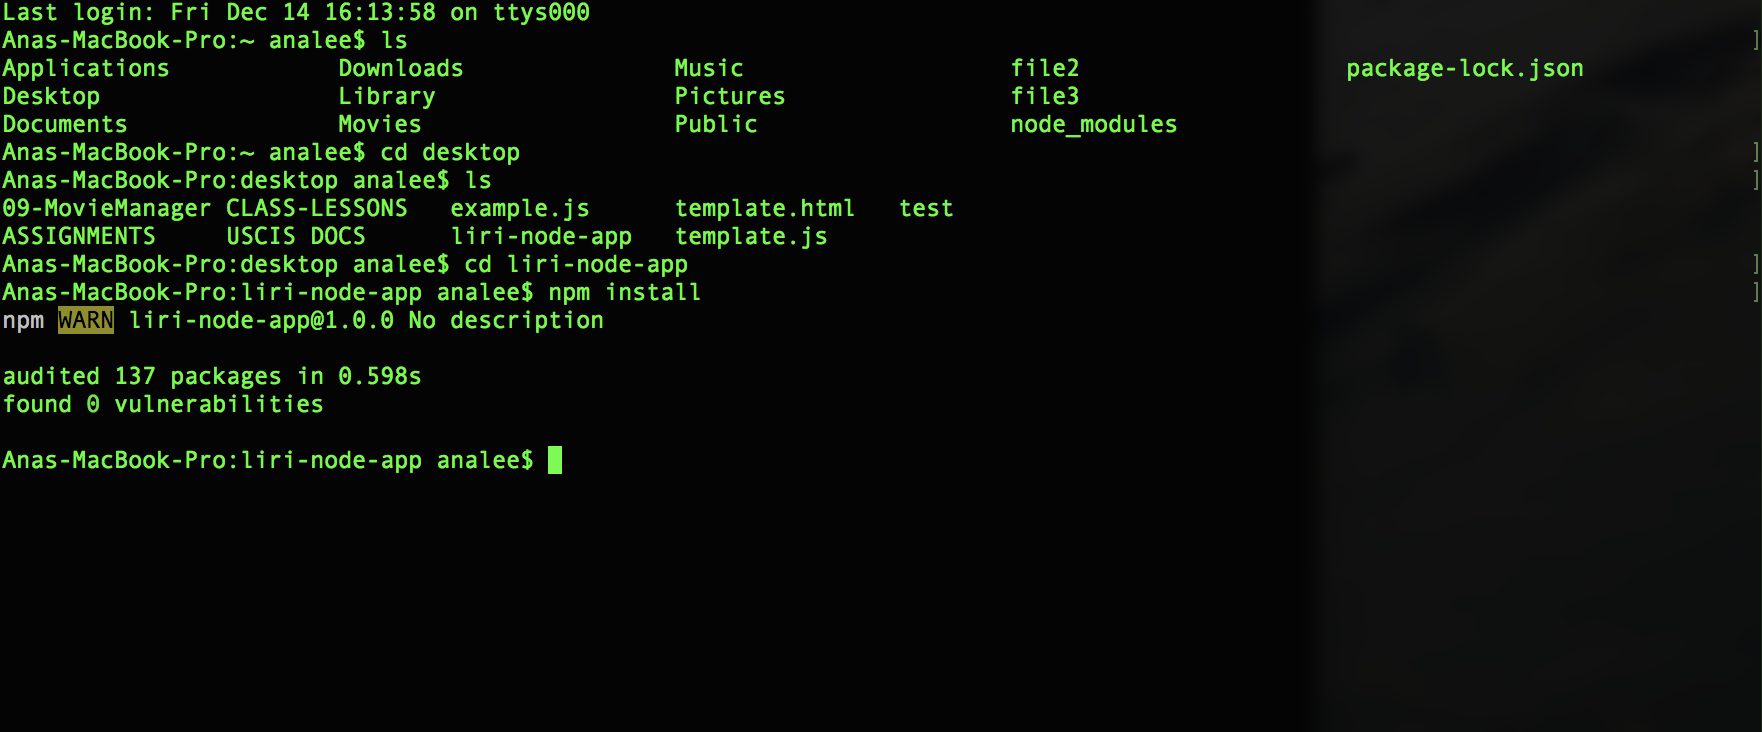 Last login: Fri Dec 14 16:13:58 on ttys000
Anas-MacBook-Pro:~ analee$ ls ]
Applications Downloads Music file2 package-lock.json
Desktop Library Pictures file3
Documents Movies Public node_modules
Anas-MacBook-Pro:~ analee$ cd desktop ]
Anas-MacBook-Pro:desktop analee$ ls ]
09-MovieManager CLASS-LESSONS example.js template.html test
ASSIGNMENTS USCIS DOCS liri-node-app template.js
Anas-MacBook-Pro:desktop analee$ cd liri-node-app ]
Anas-MacBook-Pro:liri-node-app analee$ npm install ]
npm WARN liri-node-app@1.0.0 No description
audited 137 packages in 0.598s
found 0 vulnerabilities
Anas-MacBook-Pro:liri-node-app analee$